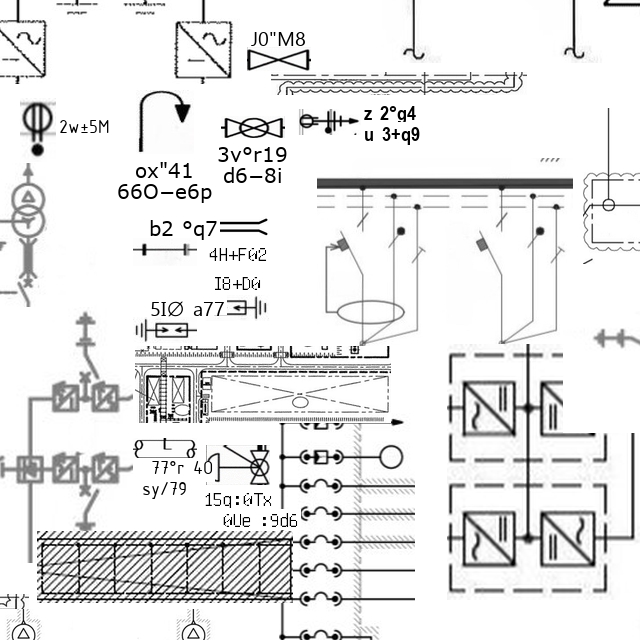 J0"M8
2w±5M
z 2°g4
u 3+q9
3v°r19
d6−8i
ox"41
66O−e6p
b2 °q7
4H+F02
I8+D0
5IØ a77
L
77°r 40
sy/79
15q:0Tx
0Ue :9d6